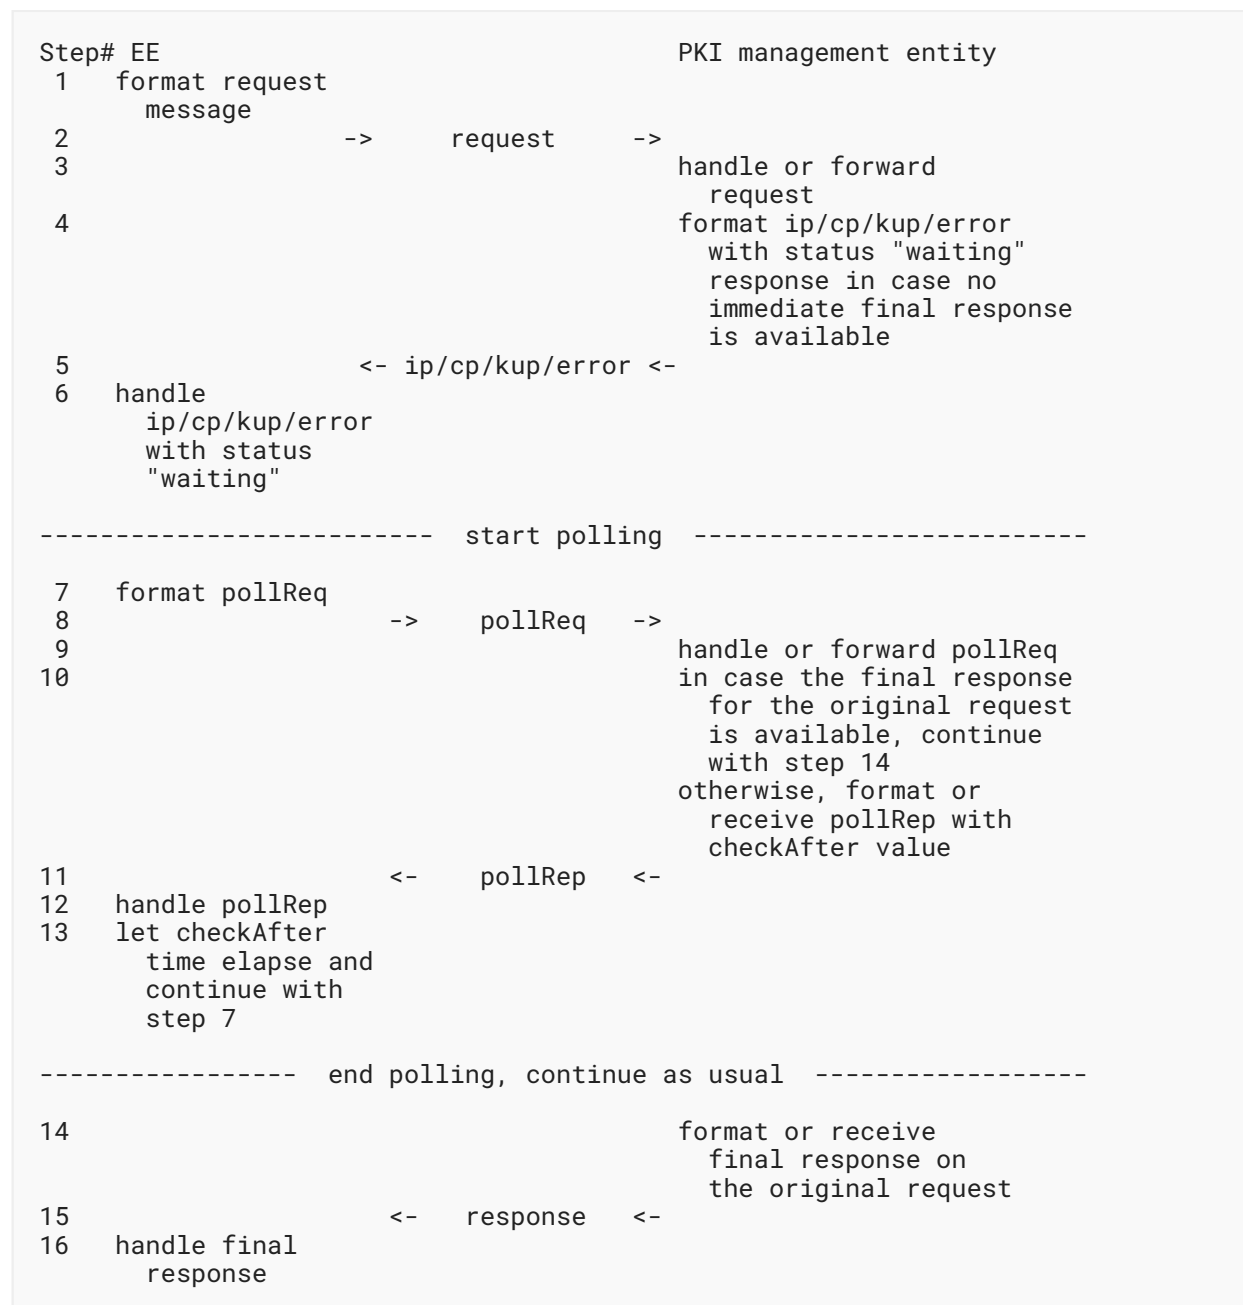 Step# EE                                  PKI management entity
 1   format request
       message
 2                  ->     request     ->
 3                                        handle or forward
                                            request
 4                                        format ip/cp/kup/error
                                            with status "waiting"
                                            response in case no
                                            immediate final response
                                            is available
 5                   <- ip/cp/kup/error <-
 6   handle
       ip/cp/kup/error
       with status
       "waiting"
--------------------------  start polling  --------------------------
 7   format pollReq
 8                     ->    pollReq   ->
 9                                        handle or forward pollReq
10                                        in case the final response
                                            for the original request
                                            is available, continue
                                            with step 14
                                          otherwise, format or
                                            receive pollRep with
                                            checkAfter value
11                     <-    pollRep   <-
12   handle pollRep
13   let checkAfter
       time elapse and
       continue with
       step 7
-----------------  end polling, continue as usual  ------------------
14                                        format or receive
                                            final response on
                                            the original request
15                     <-   response   <-
16   handle final
       response